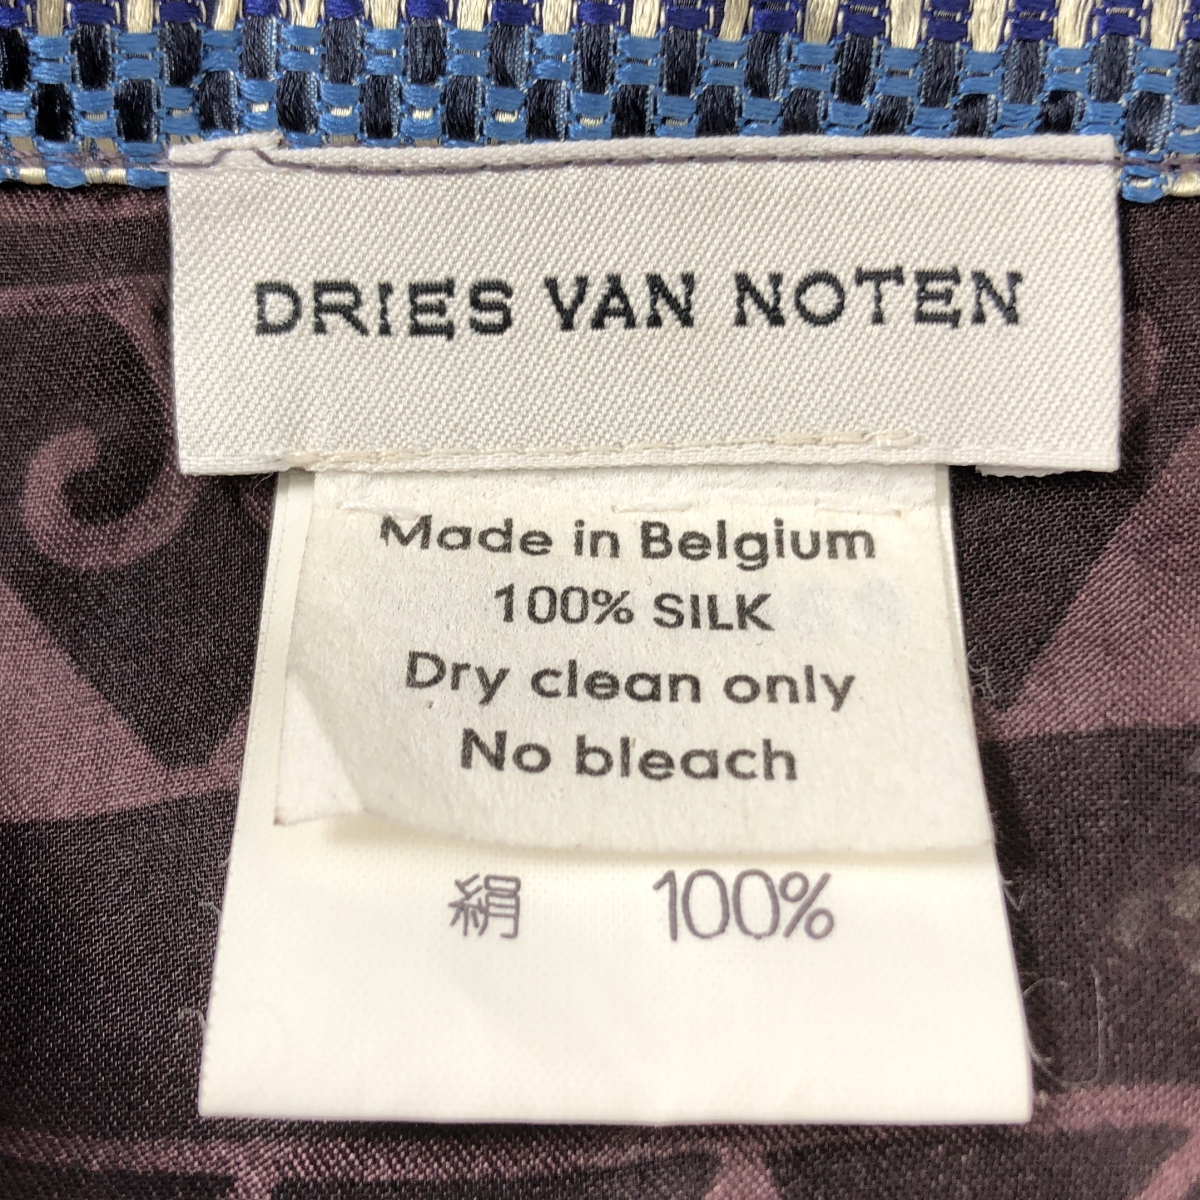 DRIES VAN NOTEN
Made in Belgium
100% SILK
Dry clean only
No bleach
絹 100%